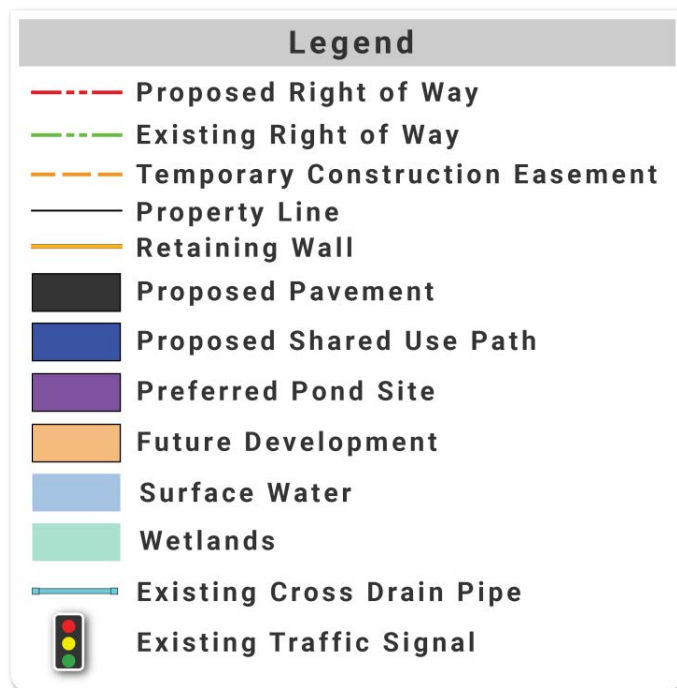 Legend
Proposed Right of Way
Existing Right of Way
Temporary Construction Easement
Property Line
Retaining Wall
Proposed Pavement
Proposed Shared Use Path
Preferred Pond Site
Future Development
Surface Water
Wetlands
Existing Cross Drain Pipe
Existing Traffic Signal